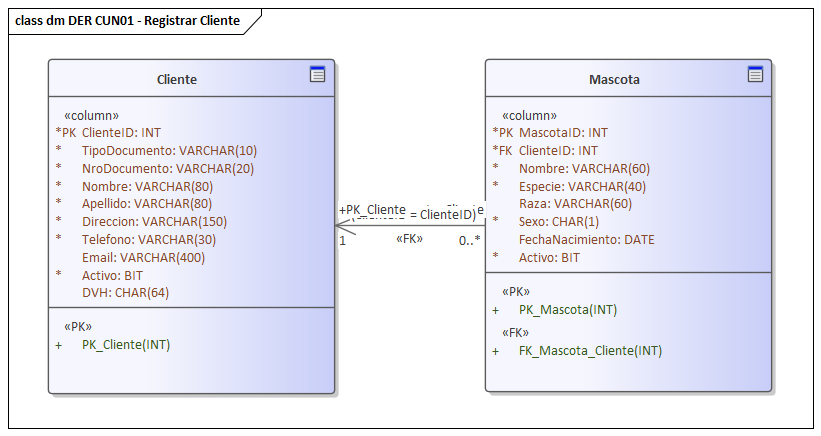 class dm DER CUN01 - Registrar Cliente
Cliente
«column»
*PK ClienteID: INT
* TipoDocumento: VARCHAR(10)
* NroDocumento: VARCHAR(20)
* Nombre: VARCHAR(80)
* Apellido: VARCHAR(80)
* Direccion: VARCHAR(150)
* Telefono: VARCHAR(30)
Email: VARCHAR(400)
* Activo: BIT
DVH: CHAR(64)
«PK»
+ PK_Cliente(INT)
+PK_Cliente
= ClienteID)
1
«FK»
0..*
Mascota
«column»
*PK MascotaID: INT
*FK ClienteID: INT
* Nombre: VARCHAR(60)
* Especie: VARCHAR(40)
Raza: VARCHAR(60)
* Sexo: CHAR(1)
FechaNacimiento: DATE
* Activo: BIT
«PK»
+ PK_Mascota(INT)
«FK»
+ FK_Mascota_Cliente(INT)